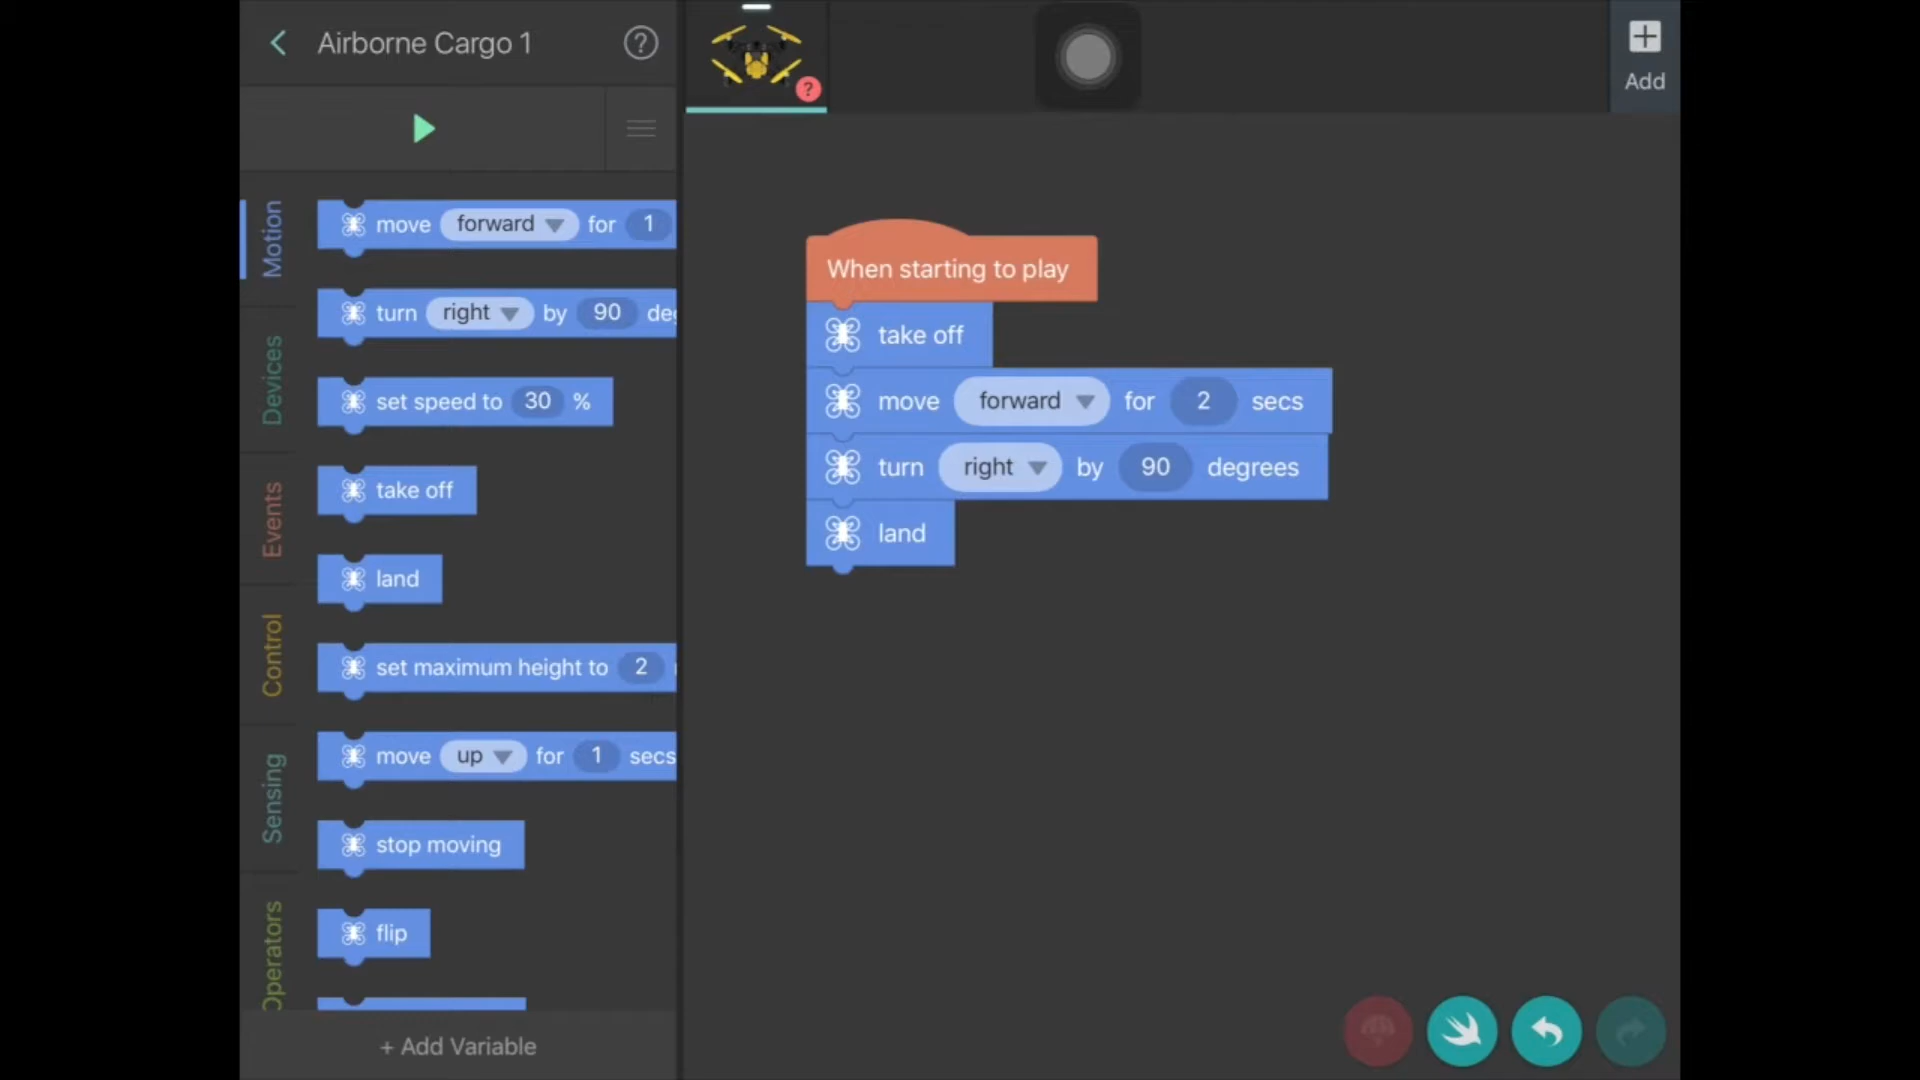 Airborne Cargo 1
?
?
Add
Motion
Devices
Events
Control
Sensing
Operators
move forward for 1
turn right by 90 deg
set speed to 30 %
take off
land
set maximum height to 2
move up for 1 secs
stop moving
flip
+ Add Variable
When starting to play
take off
move forward for 2 secs
turn right by 90 degrees
land